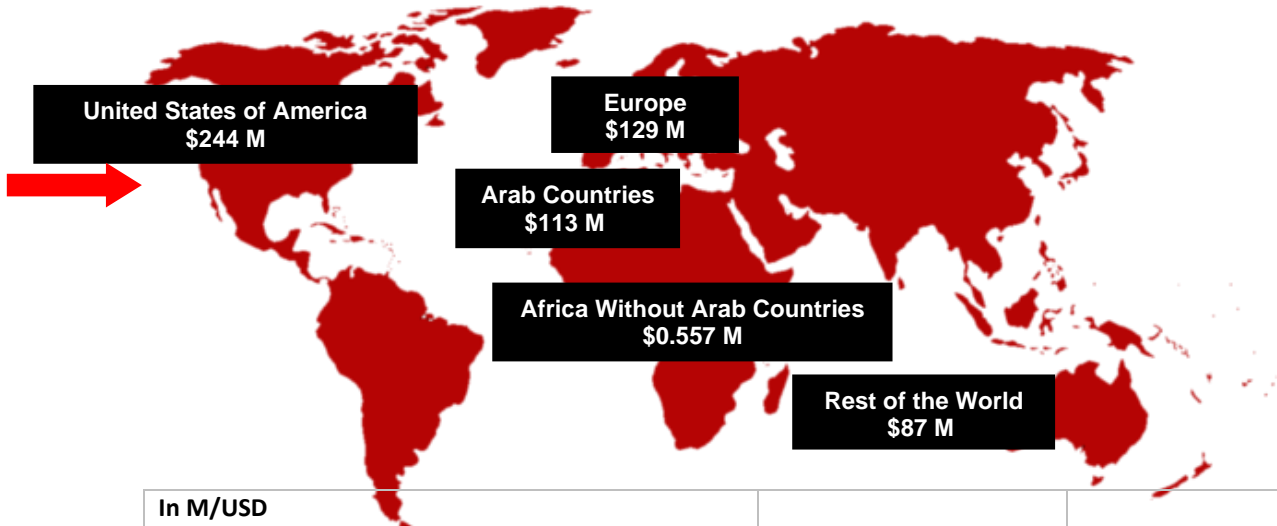 United States of America
$244 M
Europe
$129 M
Arab Countries
$113 M
Africa Without Arab Countries
$0.557 M
Rest of the World
$87 M
In M/USD